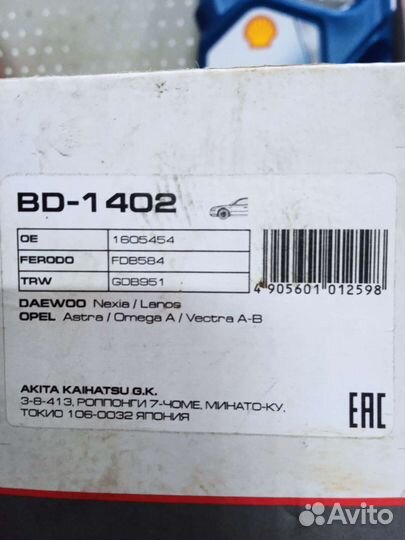 BD-1402
OE 1605454
FERODO FDB584
TRW GDB951
4 905601 012598
DAEWOO Nexia / Lanos
OPEL Astra / Omega A / Vectra A-B
AKITA KAIHATSU G.K.
3-8-413, РОППОНГИ 7-ЧОМЕ, МИНАТО-КУ,
ТОКИО 106-0032 ЯПОНИЯ
EAC
Avito